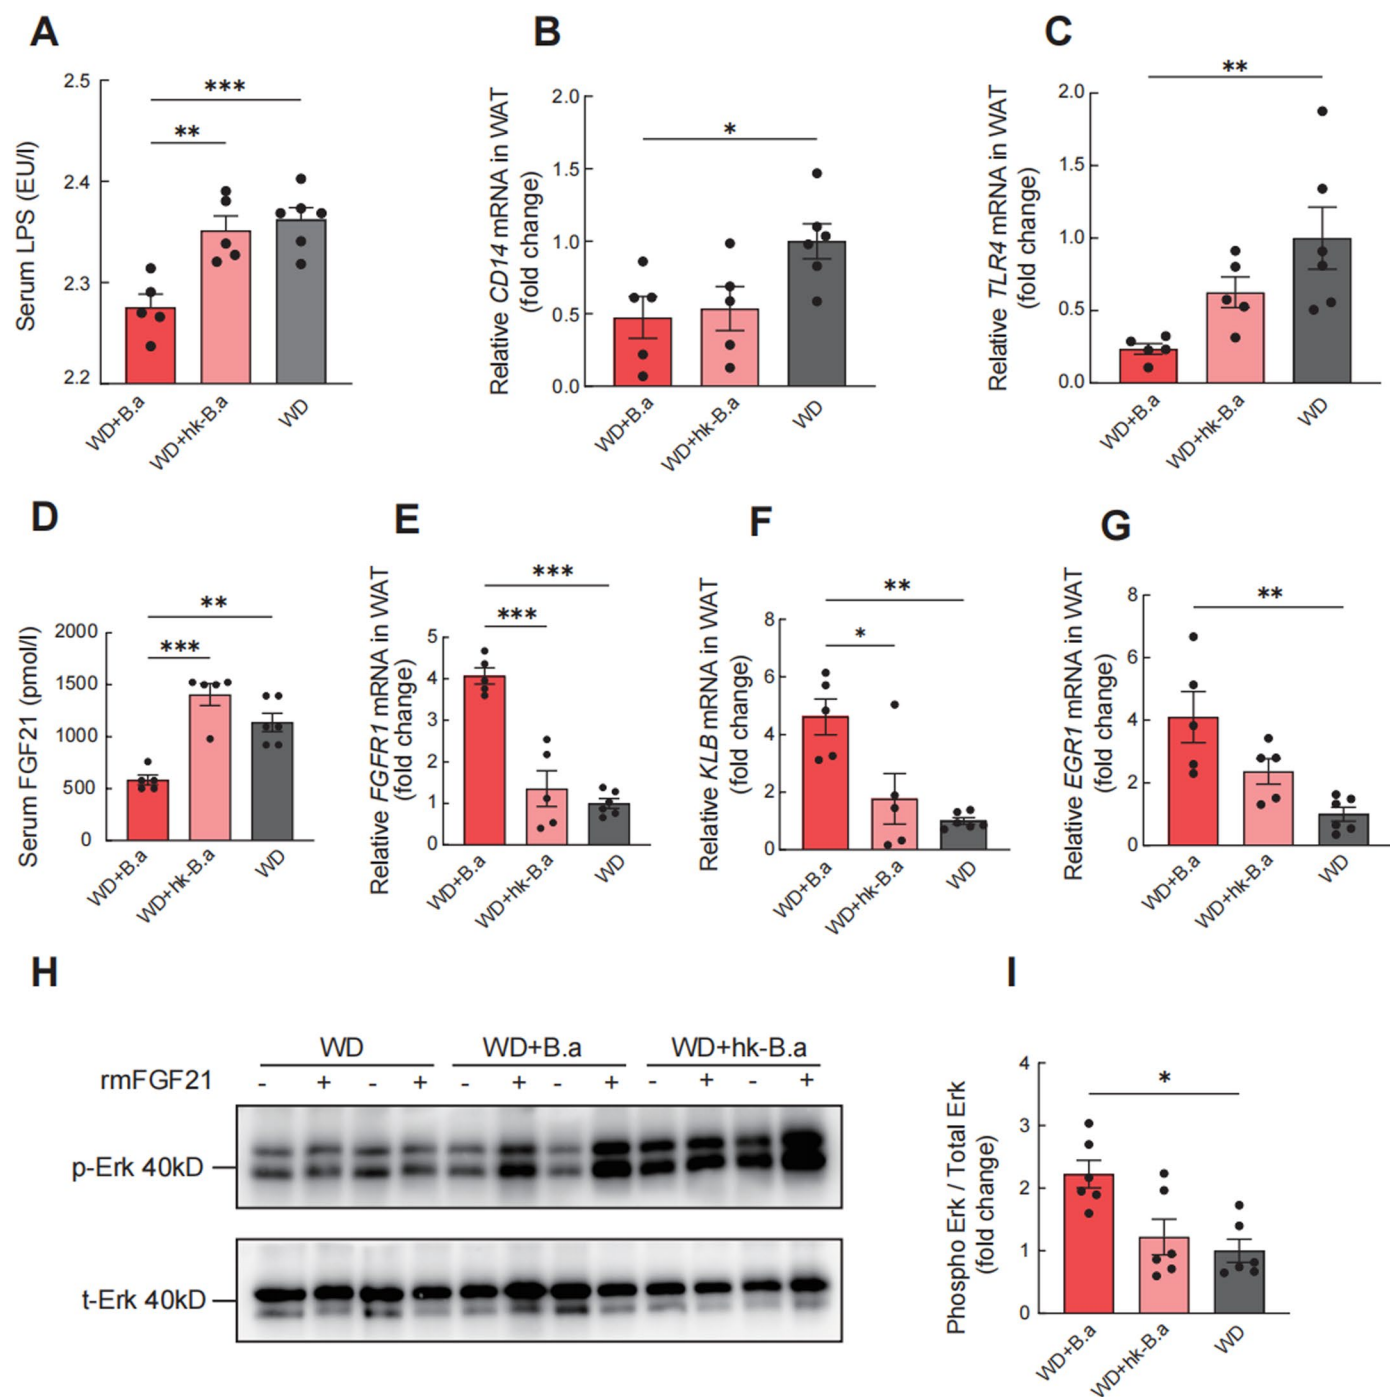 A
Serum LPS (EU/l)
2.5
2.4
2.3
2.2
***
**
WD+B.a
WD+hk-B.a
WD
B
Relative CD14 mRNA in WAT
(fold change)
2.0
1.5
1.0
0.5
0.0
*
WD+B.a
WD+hk-B.a
WD
C
Relative TLR4 mRNA in WAT
(fold change)
2.0
1.5
1.0
0.5
0.0
**
WD+B.a
WD+hk-B.a
WD
D
Serum FGF21 (pmol/l)
2000
1500
1000
500
0
**
***
WD+B.a
WD+hk-B.a
WD
E
Relative FGFR1 mRNA in WAT
(fold change)
5
4
3
2
1
0
***
***
WD+B.a
WD+hk-B.a
WD
F
Relative KLB mRNA in WAT
(fold change)
8
6
4
2
0
**
*
WD+B.a
WD+hk-B.a
WD
G
Relative EGR1 mRNA in WAT
(fold change)
8
6
4
2
0
**
WD+B.a
WD+hk-B.a
WD
H
WD WD+B.a WD+hk-B.a
rmFGF21 - + - + - + - + - + - +
p-Erk 40kD
t-Erk 40kD
I
Phospho Erk / Total Erk
(fold change)
4
3
2
1
0
*
WD+B.a
WD+hk-B.a
WD